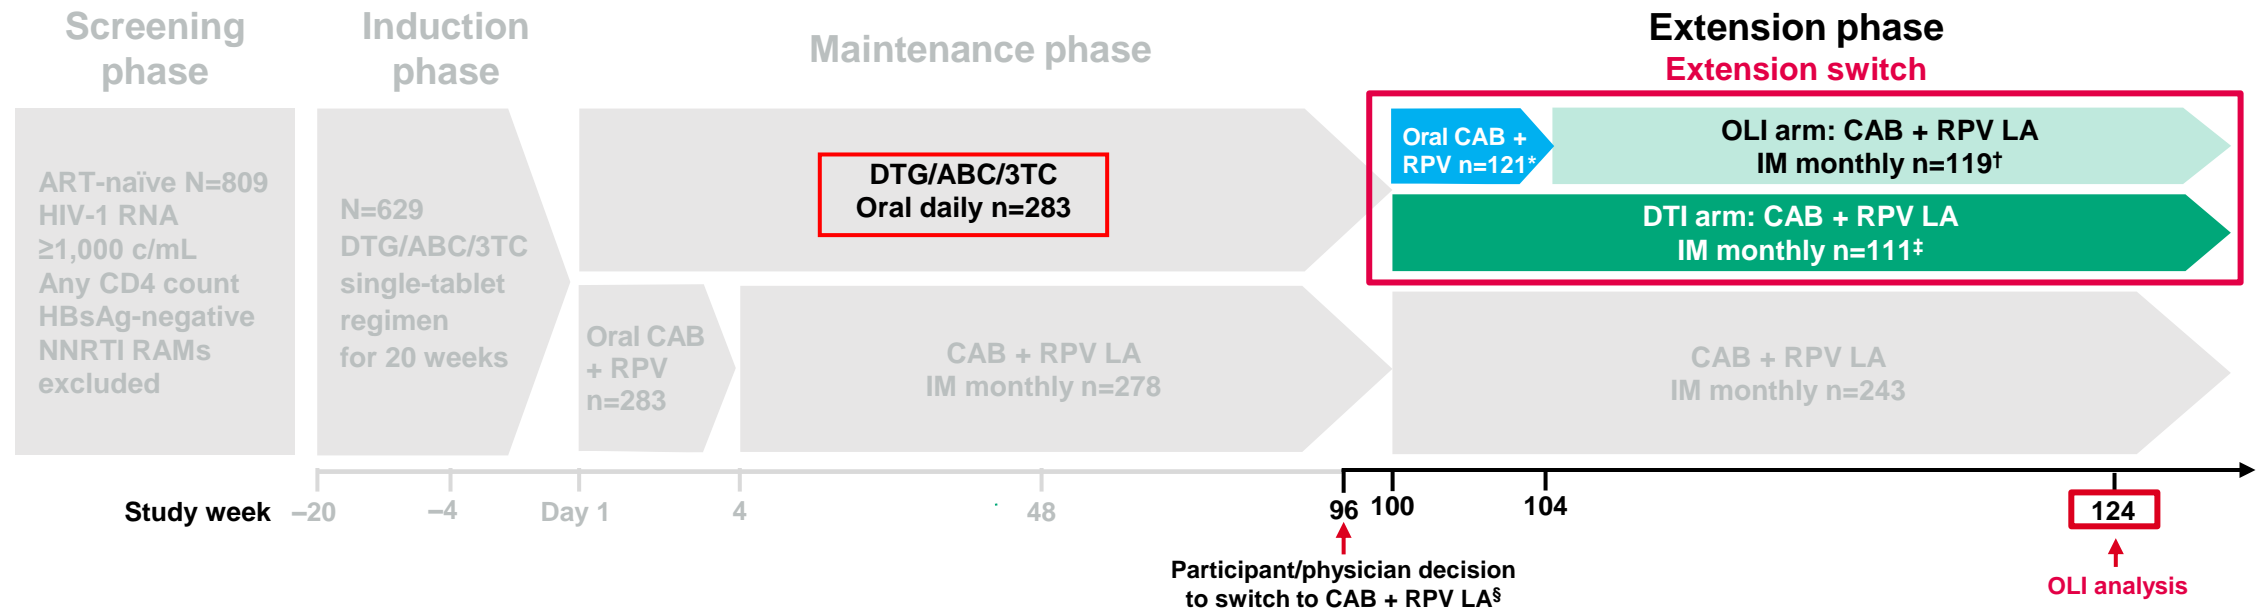 Screening
phase
Induction
phase
Maintenance phase
Extension phase
Extension switch
ART-naïve N=809
HIV-1 RNA
≥1,000 c/mL
Any CD4 count
HBsAg-negative
NNRTI RAMs
excluded
N=629
DTG/ABC/3TC
single-tablet
regimen
for 20 weeks
DTG/ABC/3TC
Oral daily n=283
Oral CAB
+ RPV
n=283
CAB + RPV LA
IM monthly n=278
Oral CAB +
RPV n=121*
OLI arm: CAB + RPV LA
IM monthly n=119†
DTI arm: CAB + RPV LA
IM monthly n=111‡
CAB + RPV LA
IM monthly n=243
Study week –20 –4 Day 1 4 48 96 100 104 124
Participant/physician decision
to switch to CAB + RPV LA§
OLI analysis